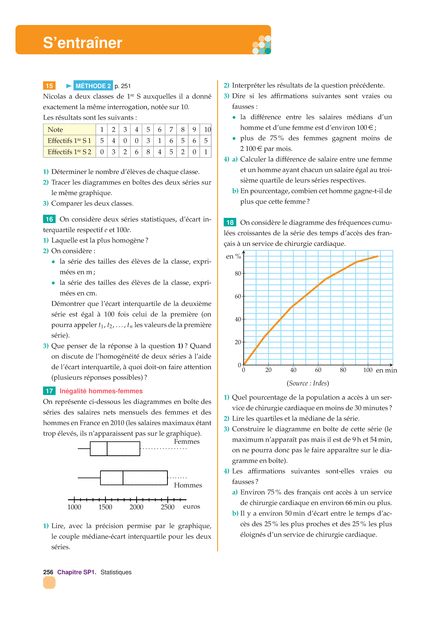 S'entraîner
15 ► MÉTHODE 2 p. 251
Nicolas a deux classes de 1re S auxquelles il a donné
exactement la même interrogation, notée sur 10.
Les résultats sont les suivants :
Note 1 2 3 4 5 6 7 8 9 10
Effectifs 1re S 1 5 4 0 0 3 1 6 5 6 5
Effectifs 1re S 2 0 3 2 6 8 4 5 2 0 1
1) Déterminer le nombre d'élèves de chaque classe.
2) Tracer les diagrammes en boîtes des deux séries sur
le même graphique.
3) Comparer les deux classes.
16 On considère deux séries statistiques, d'écart in-
terquartile respectif e et 100e.
1) Laquelle est la plus homogène ?
2) On considère :
• la série des tailles des élèves de la classe, expri-
mées en m ;
• la série des tailles des élèves de la classe, expri-
mées en cm.
Démontrer que l'écart interquartile de la deuxième
série est égal à 100 fois celui de la première (on
pourra appeler t1, t2, …, tn les valeurs de la première
série).
3) Que penser de la réponse à la question 1) ? Quand
on discute de l'homogénéité de deux séries à l'aide
de l'écart interquartile, à quoi doit-on faire attention
(plusieurs réponses possibles) ?
17 Inégalité hommes-femmes
On représente ci-dessous les diagrammes en boîte des
séries des salaires nets mensuels des femmes et des
hommes en France en 2010 (les salaires maximaux étant
trop élevés, ils n'apparaissent pas sur le graphique).
Femmes
Hommes
1000 1500 2000 2500 euros
1) Lire, avec la précision permise par le graphique,
le couple médiane-écart interquartile pour les deux
séries.
2) Interpréter les résultats de la question précédente.
3) Dire si les affirmations suivantes sont vraies ou
fausses :
• la différence entre les salaires médians d'un
homme et d'une femme est d'environ 100 € ;
• plus de 75 % des femmes gagnent moins de
2 100 € par mois.
4) a) Calculer la différence de salaire entre une femme
et un homme ayant chacun un salaire égal au troi-
sième quartile de leurs séries respectives.
b) En pourcentage, combien cet homme gagne-t-il de
plus que cette femme ?
18 On considère le diagramme des fréquences cumu-
lées croissantes de la série des temps d'accès des fran-
çais à un service de chirurgie cardiaque.
en %
80
60
40
20
0
0 20 40 60 80 100 en min
(Source : Irdes)
1) Quel pourcentage de la population a accès à un ser-
vice de chirurgie cardiaque en moins de 30 minutes ?
2) Lire les quartiles et la médiane de la série.
3) Construire le diagramme en boîte de cette série (le
maximum n'apparaît pas mais il est de 9 h et 54 min,
on ne pourra donc pas le faire apparaître sur le dia-
gramme en boîte).
4) Les affirmations suivantes sont-elles vraies ou
fausses ?
a) Environ 75 % des français ont accès à un service
de chirurgie cardiaque en environ 66 min ou plus.
b) Il y a environ 50 min d'écart entre le temps d'ac-
cès des 25 % les plus proches et des 25 % les plus
éloignés d'un service de chirurgie cardiaque.
256 Chapitre SP1. Statistiques